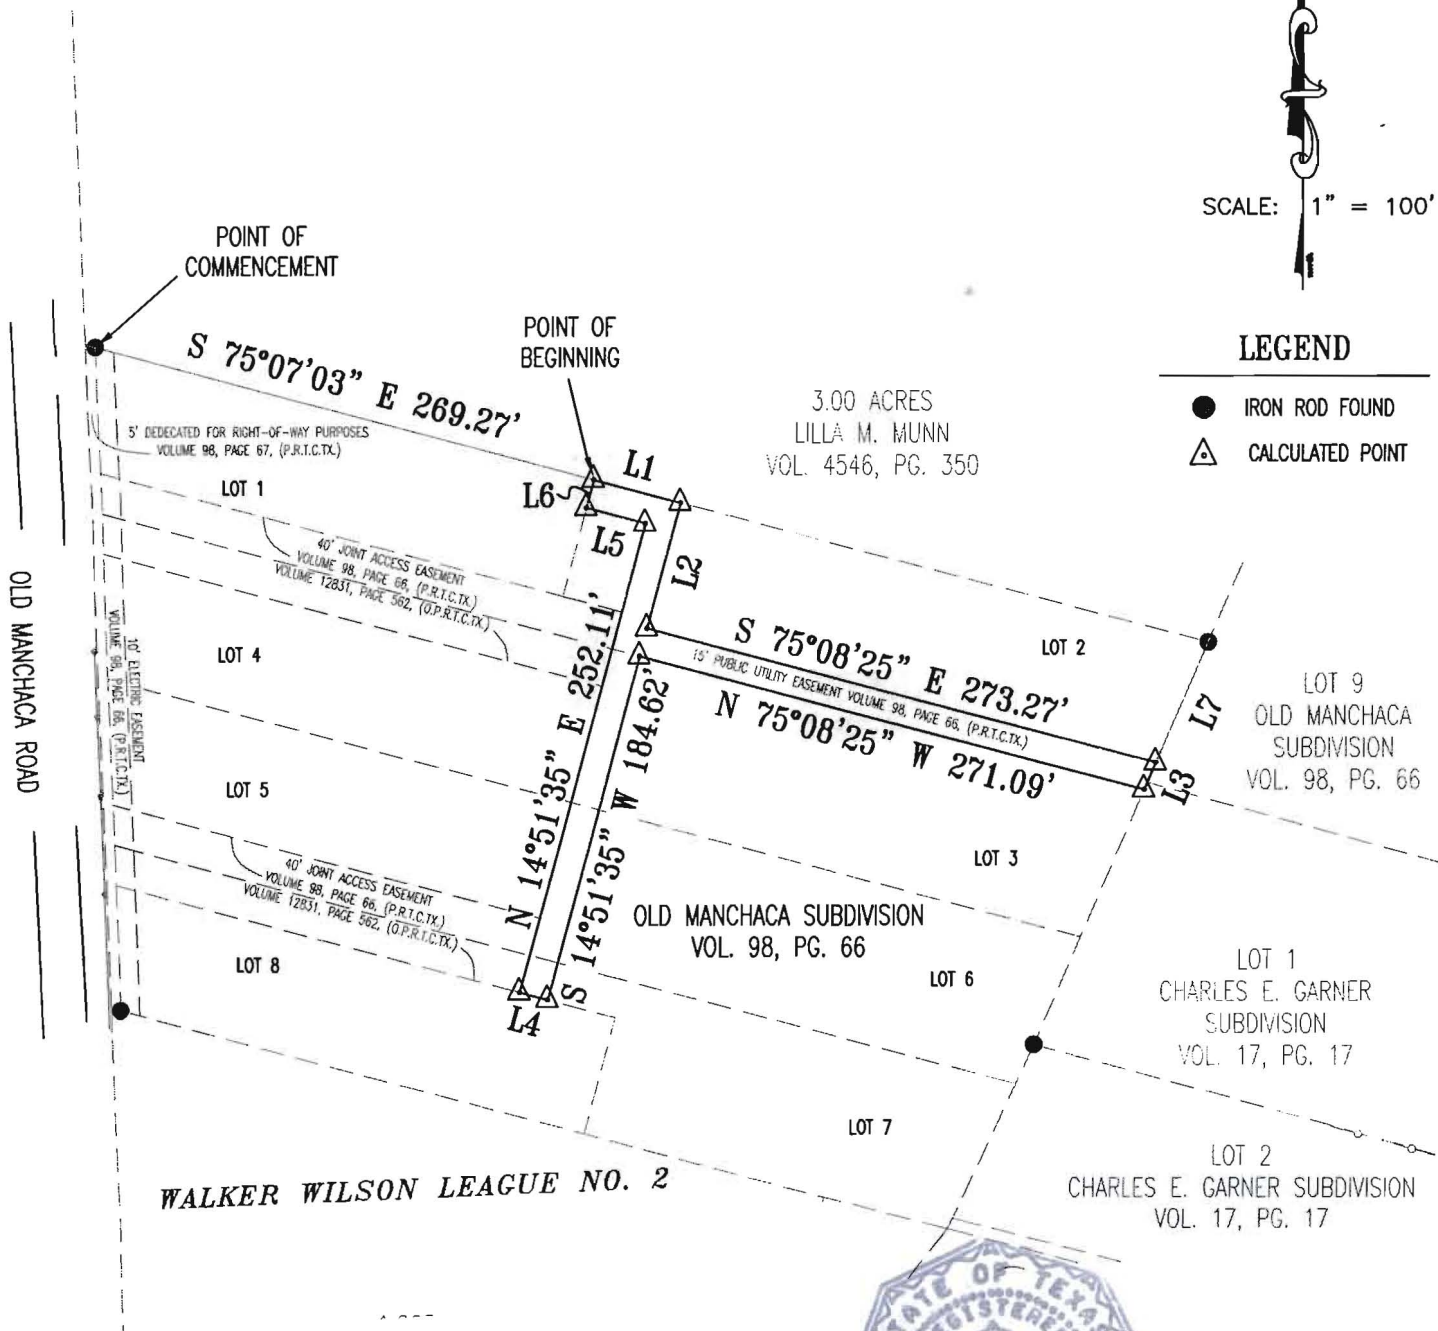 SCALE: 1" = 100'
POINT OF
COMMENCEMENT
POINT OF
BEGINNING
LEGEND
IRON ROD FOUND
CALCULATED POINT
S 75°07'03" E 269.27'
3.00 ACRES
LILLA M. MUNN
VOL. 4546, PG. 350
5' DEDECATED FOR RIGHT-OF-WAY PURPOSES
VOLUME 98, PAGE 67, (P.R.T.C.TX.)
L1
L6
L5
L2
LOT 1
40' JOINT ACCESS EASEMENT
VOLUME 98, PAGE 66, (P.R.T.C.TX.)
VOLUME 12831, PAGE 562, (O.P.R.T.C.TX.)
OLD MANCHACA ROAD
10' ELECTRIC EASEMENT
VOLUME 98, PAGE 66, (P.R.T.C.TX.)
LOT 4
N 14°51'35" E 252.11'
S 14°51'35" W 184.62'
S 75°08'25" E 273.27'
15' PUBLIC UTILITY EASEMENT VOLUME 98, PAGE 66, (P.R.T.C.TX.)
N 75°08'25" W 271.09'
LOT 2
L7
L3
LOT 9
OLD MANCHACA
SUBDIVISION
VOL. 98, PG. 66
LOT 5
40' JOINT ACCESS EASEMENT
VOLUME 98, PAGE 66, (P.R.T.C.TX.)
VOLUME 12831, PAGE 562, (O.P.R.T.C.TX.)
LOT 3
OLD MANCHACA SUBDIVISION
VOL. 98, PG. 66
LOT 8
LOT 6
L4
LOT 1
CHARLES E. GARNER
SUBDIVISION
VOL. 17, PG. 17
LOT 7
LOT 2
CHARLES E. GARNER SUBDIVISION
VOL. 17, PG. 17
WALKER WILSON LEAGUE NO. 2
OF TEXAS